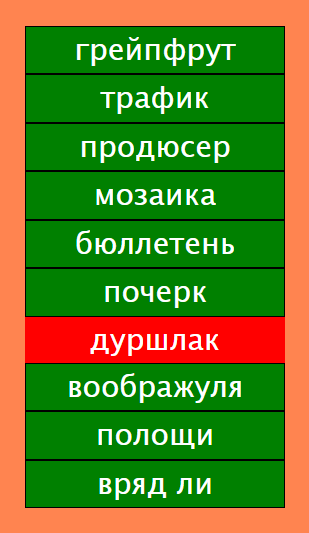 грейпфрут
трафик
продюсер
мозаика
бюллетень
почерк
дуршлак
воображуля
полощи
вряд ли